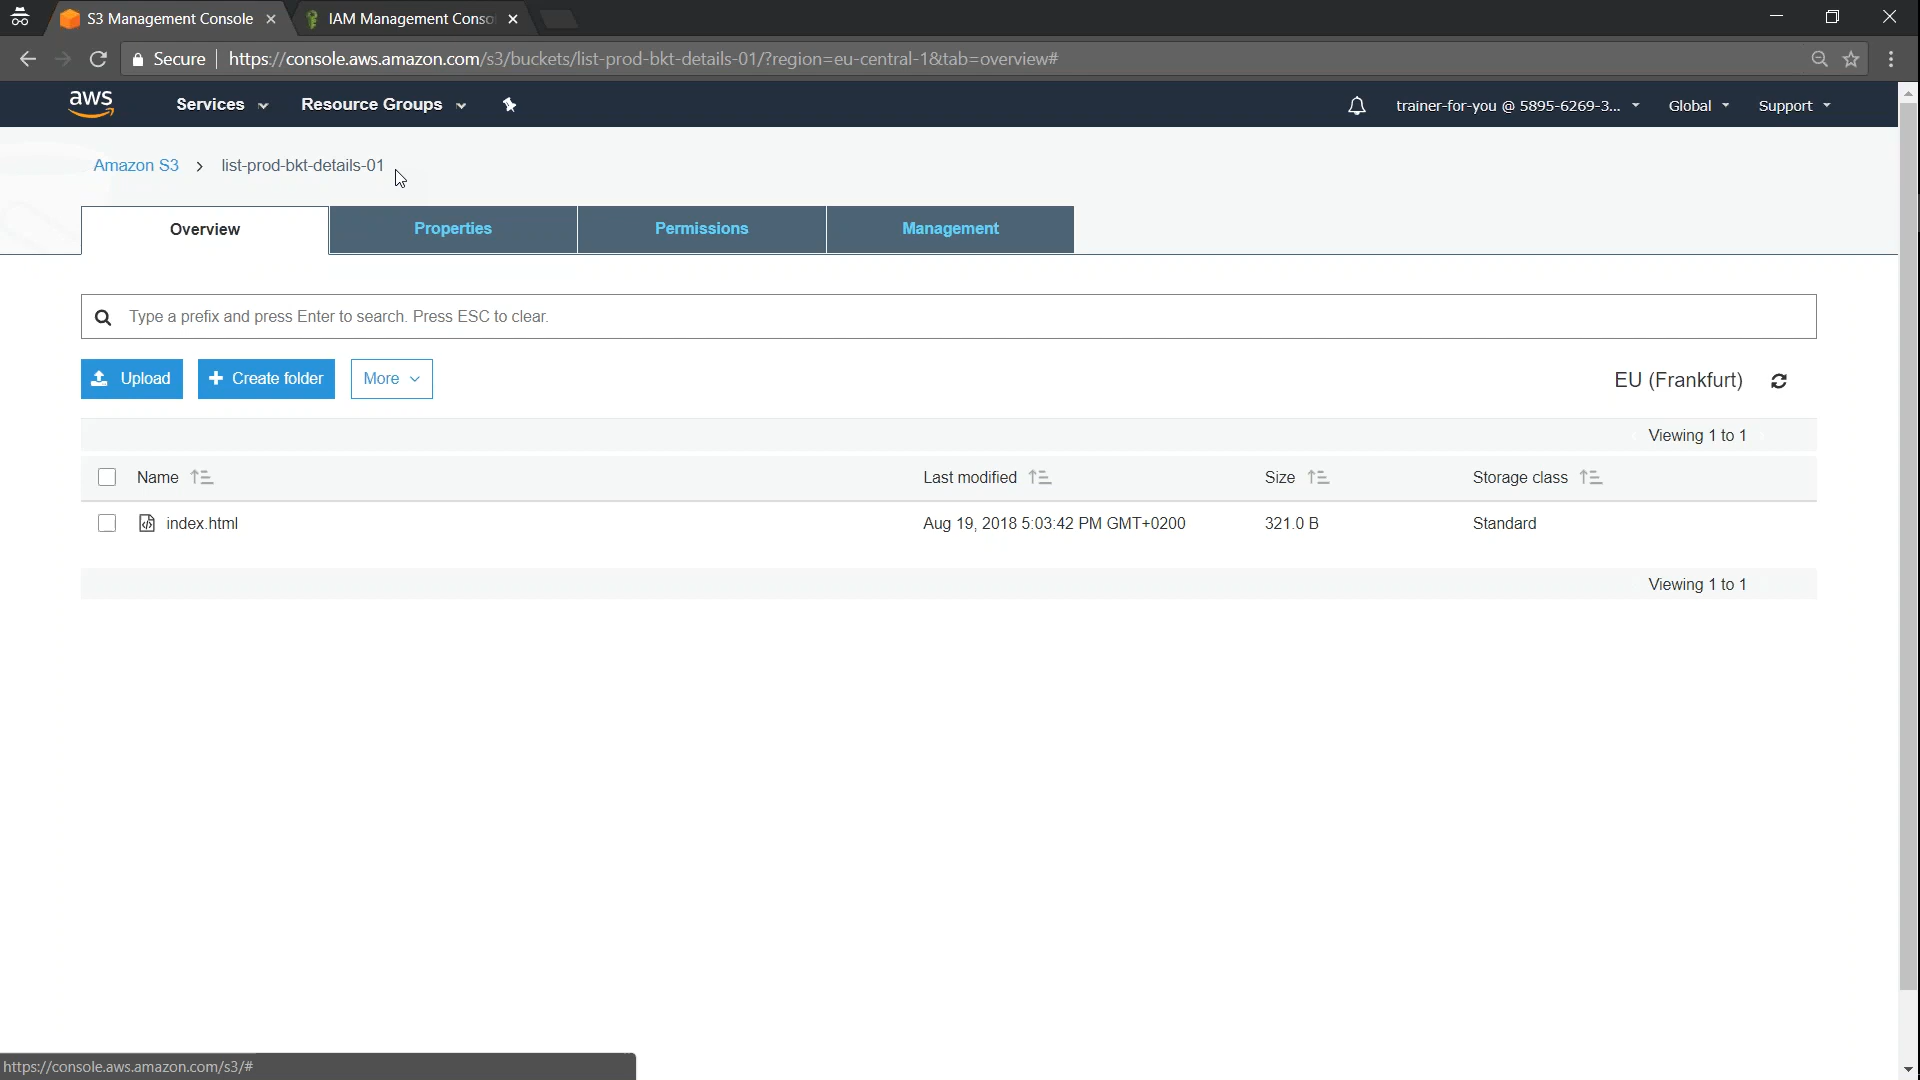 S3 Management Console
IAM Management Conso
Secure
https://console.aws.amazon.com/s3/buckets/list-prod-bkt-details-01/?region=eu-central-1&tab=overview#
aws Services Resource Groups trainer-for-you @ 5895-6269-3... Global Support
Amazon S3 > list-prod-bkt-details-01
Overview Properties Permissions Management
Type a prefix and press Enter to search. Press ESC to clear.
Upload + Create folder More EU (Frankfurt)
Viewing 1 to 1
Name Last modified Size Storage class
index.html Aug 19, 2018 5:03:42 PM GMT+0200 321.0 B Standard
Viewing 1 to 1
https://console.aws.amazon.com/s3/#